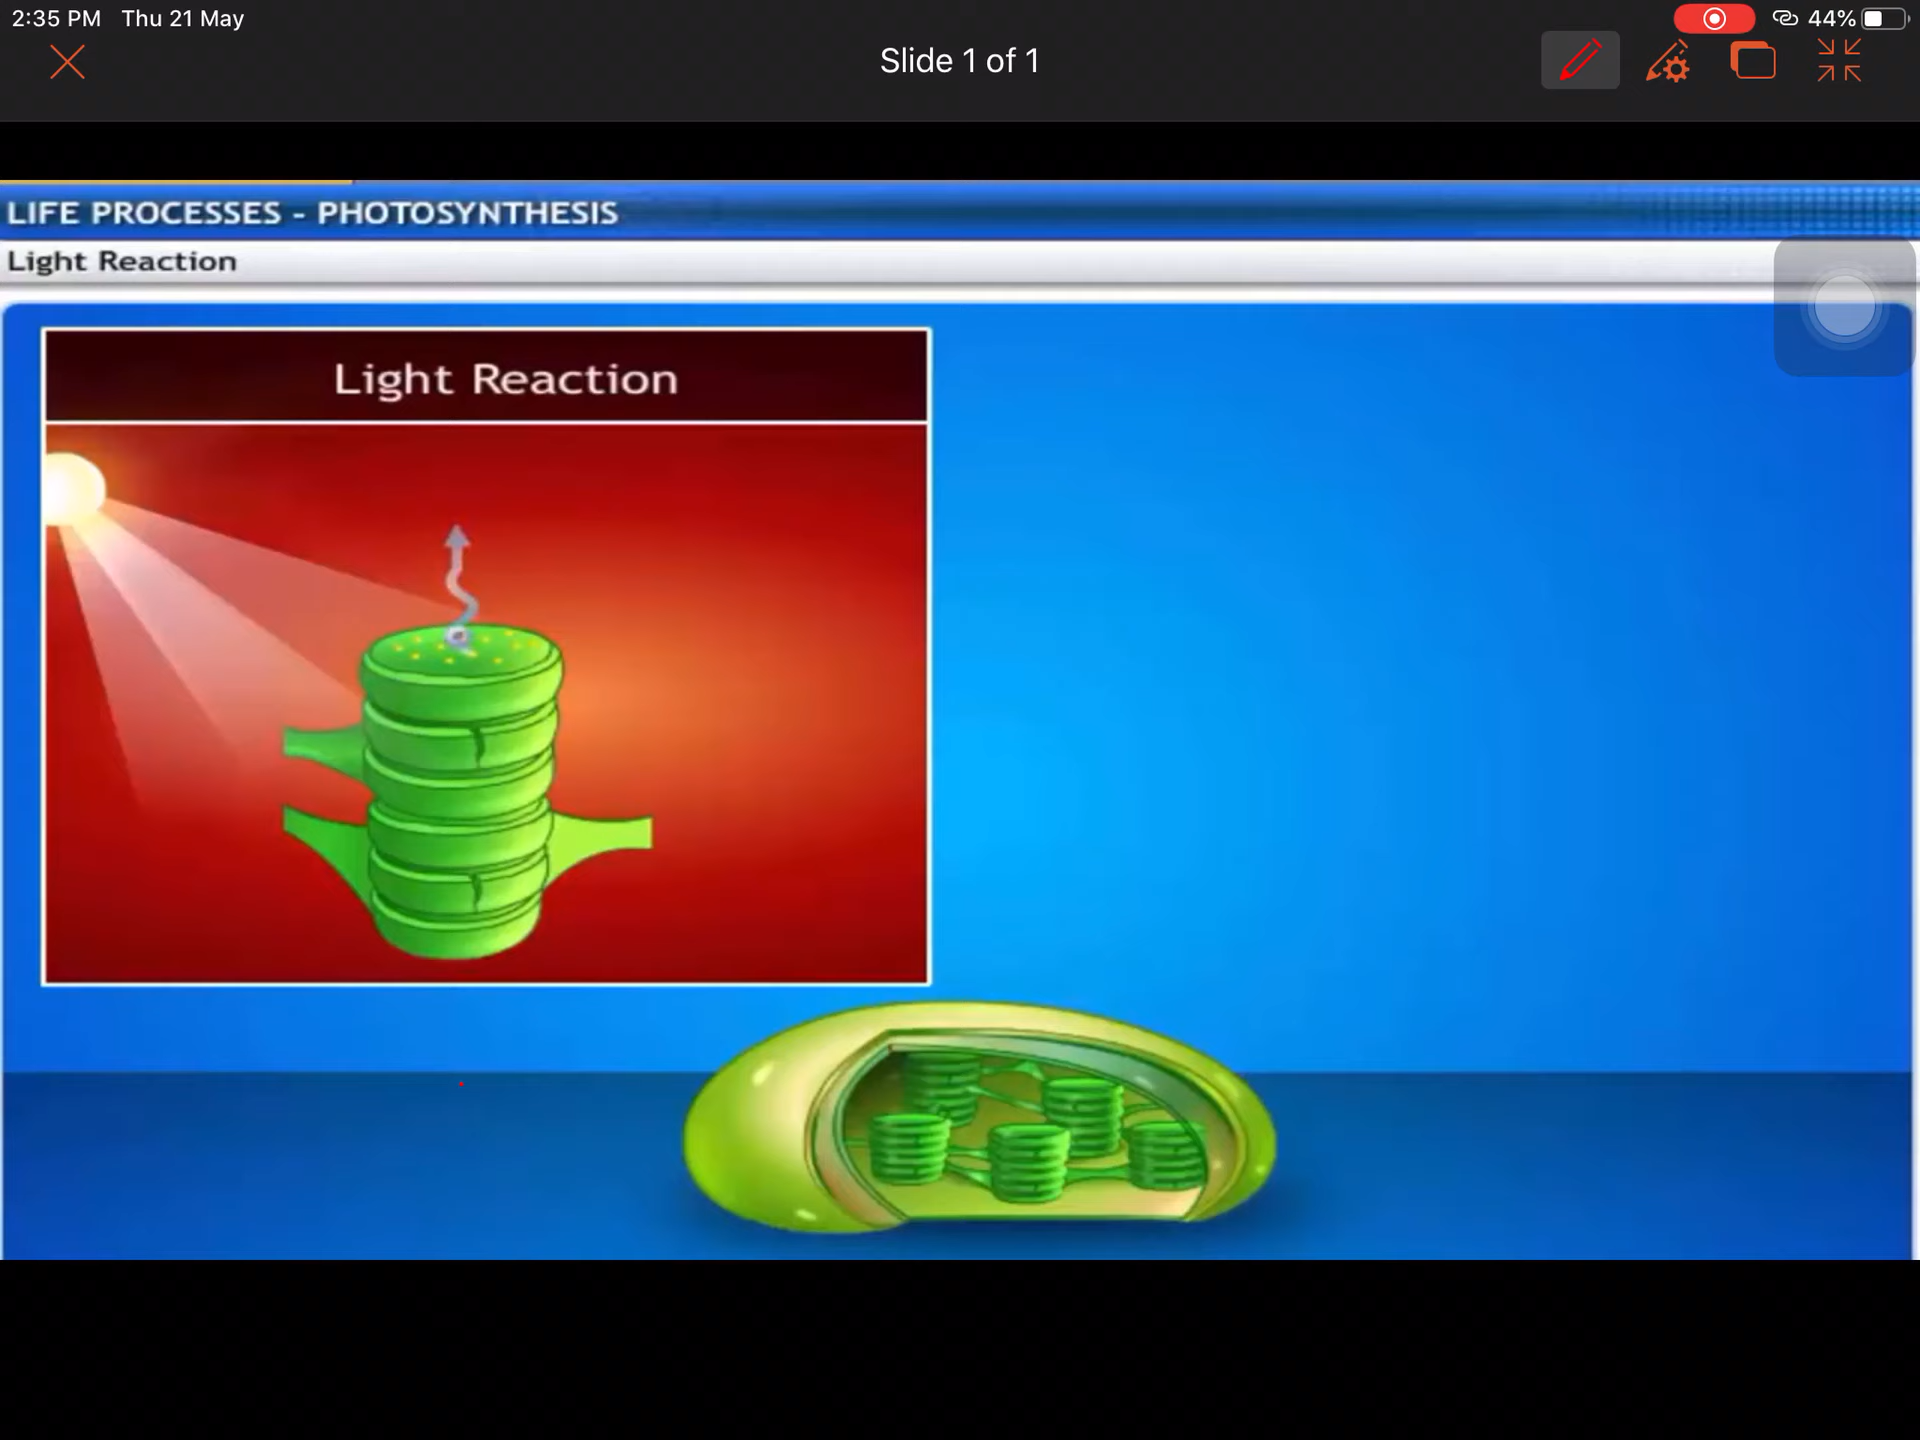 2:35 PM Thu 21 May
44%
Slide 1 of 1
LIFE PROCESSES - PHOTOSYNTHESIS
Light Reaction
Light Reaction